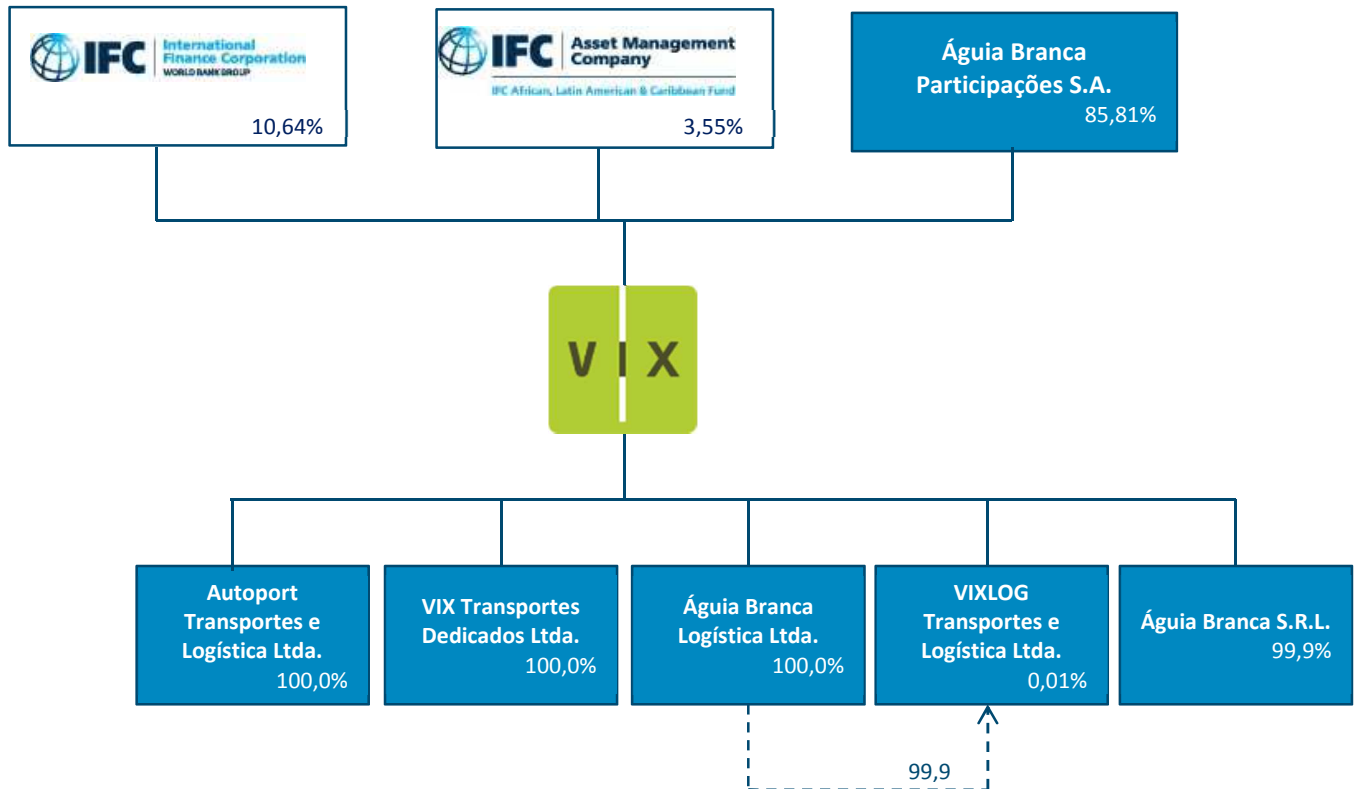 IFC
International
Finance Corporation
WORLD BANK GROUP
10,64%
IFC
Asset Management
Company
IFC African, Latin American & Caribbean Fund
3,55%
Águia Branca
Participações S.A.
85,81%
VIX
Autoport
Transportes e
Logística Ltda.
100,0%
VIX Transportes
Dedicados Ltda.
100,0%
Águia Branca
Logística Ltda.
100,0%
VIXLOG
Transportes e
Logística Ltda.
0,01%
Águia Branca S.R.L.
99,9%
99,9